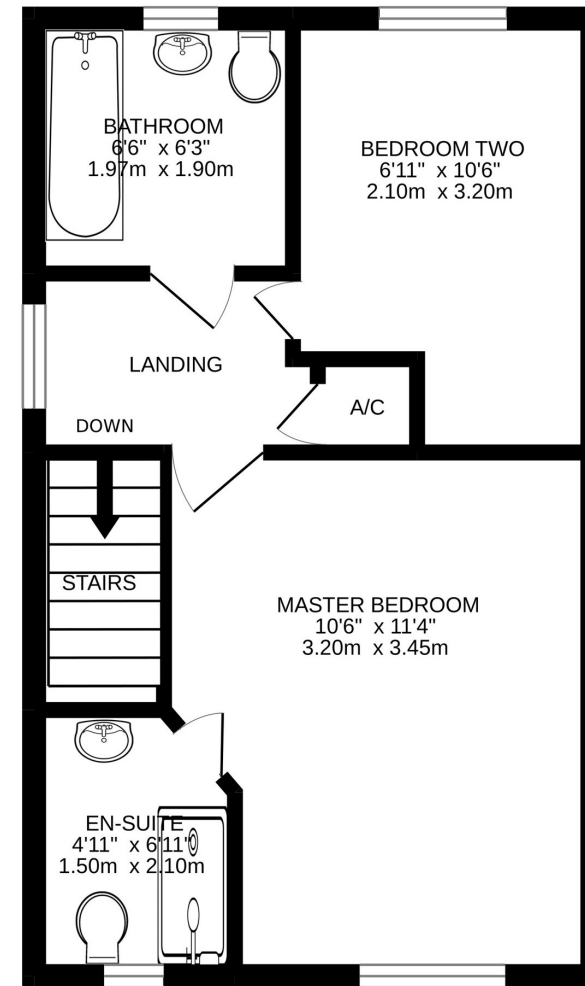 BATHROOM
6'6" x 6'3"
1.97m x 1.90m
BEDROOM TWO
6'11" x 10'6"
2.10m x 3.20m
LANDING
A/C
DOWN
STAIRS
MASTER BEDROOM
10'6" x 11'4"
3.20m x 3.45m
EN-SUITE
4'11" x 6'11"
1.50m x 2.10m